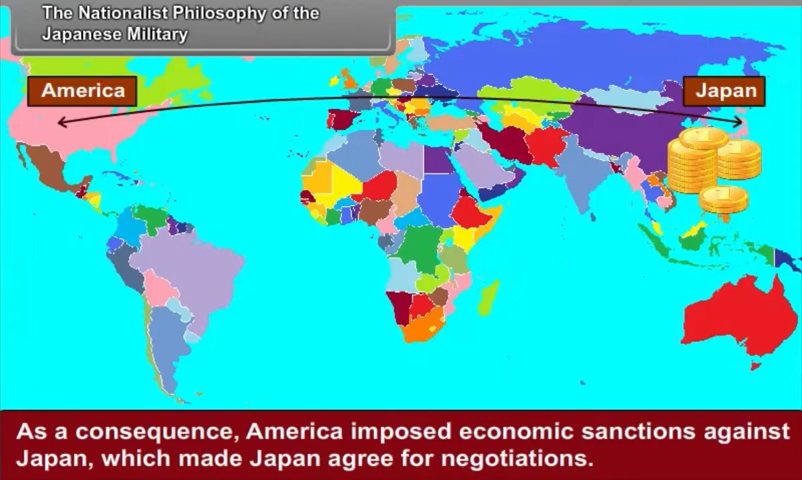 The Nationalist Philosophy of the
Japanese Military
America
Japan
As a consequence, America imposed economic sanctions against
Japan, which made Japan agree for negotiations.